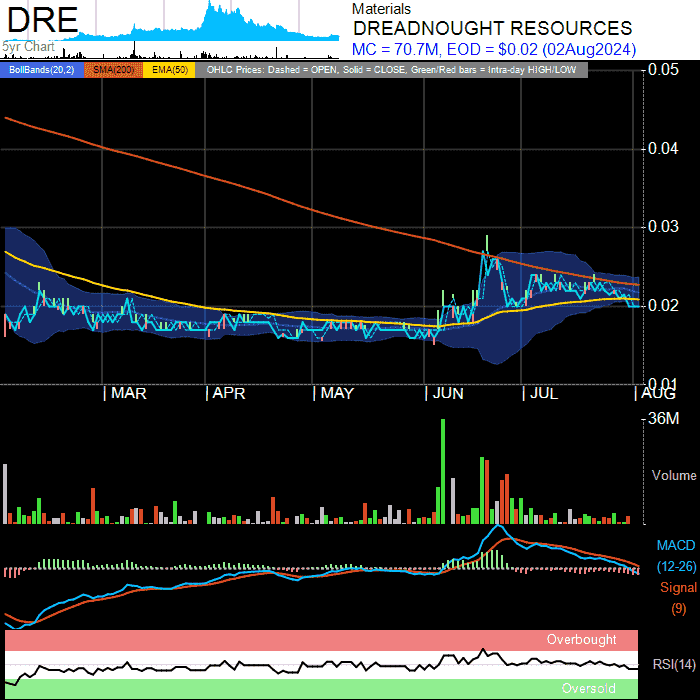 DRE
5yr Chart
Materials
DREADNOUGHT RESOURCES
MC = 70.7M, EOD = $0.02 (02Aug2024)
BollBands(20,2) SMA(200) EMA(50) OHLC Prices: Dashed = OPEN, Solid = CLOSE, Green/Red bars = Intra-day HIGH/LOW
0.05
0.04
0.03
0.02
0.01
MAR APR MAY JUN JUL AUG
36M
Volume
MACD
(12-26)
Signal
(9)
Overbought
RSI(14)
Oversold